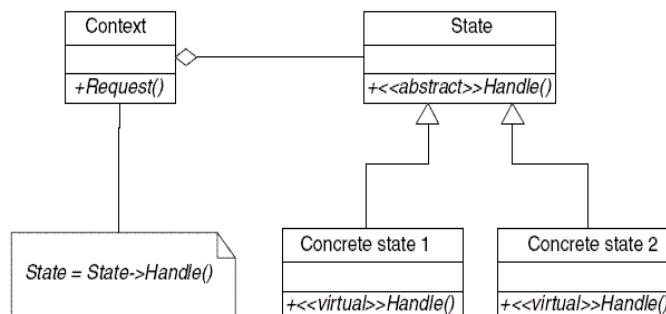 Context
State
+Request()
+<<abstract>>Handle()
State = State->Handle()
Concrete state 1
Concrete state 2
+<<virtual>>Handle()
+<<virtual>>Handle()